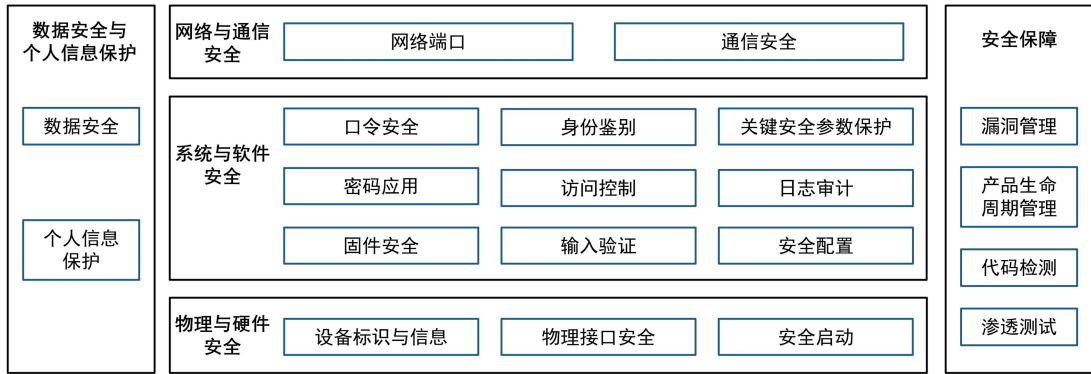 数据安全与
个人信息保护
数据安全
个人信息
保护
网络与通信
安全
网络端口
通信安全
系统与软件
安全
口令安全
身份鉴别
关键安全参数保护
密码应用
访问控制
日志审计
固件安全
输入验证
安全配置
物理与硬件
安全
设备标识与信息
物理接口安全
安全启动
安全保障
漏洞管理
产品生命
周期管理
代码检测
渗透测试